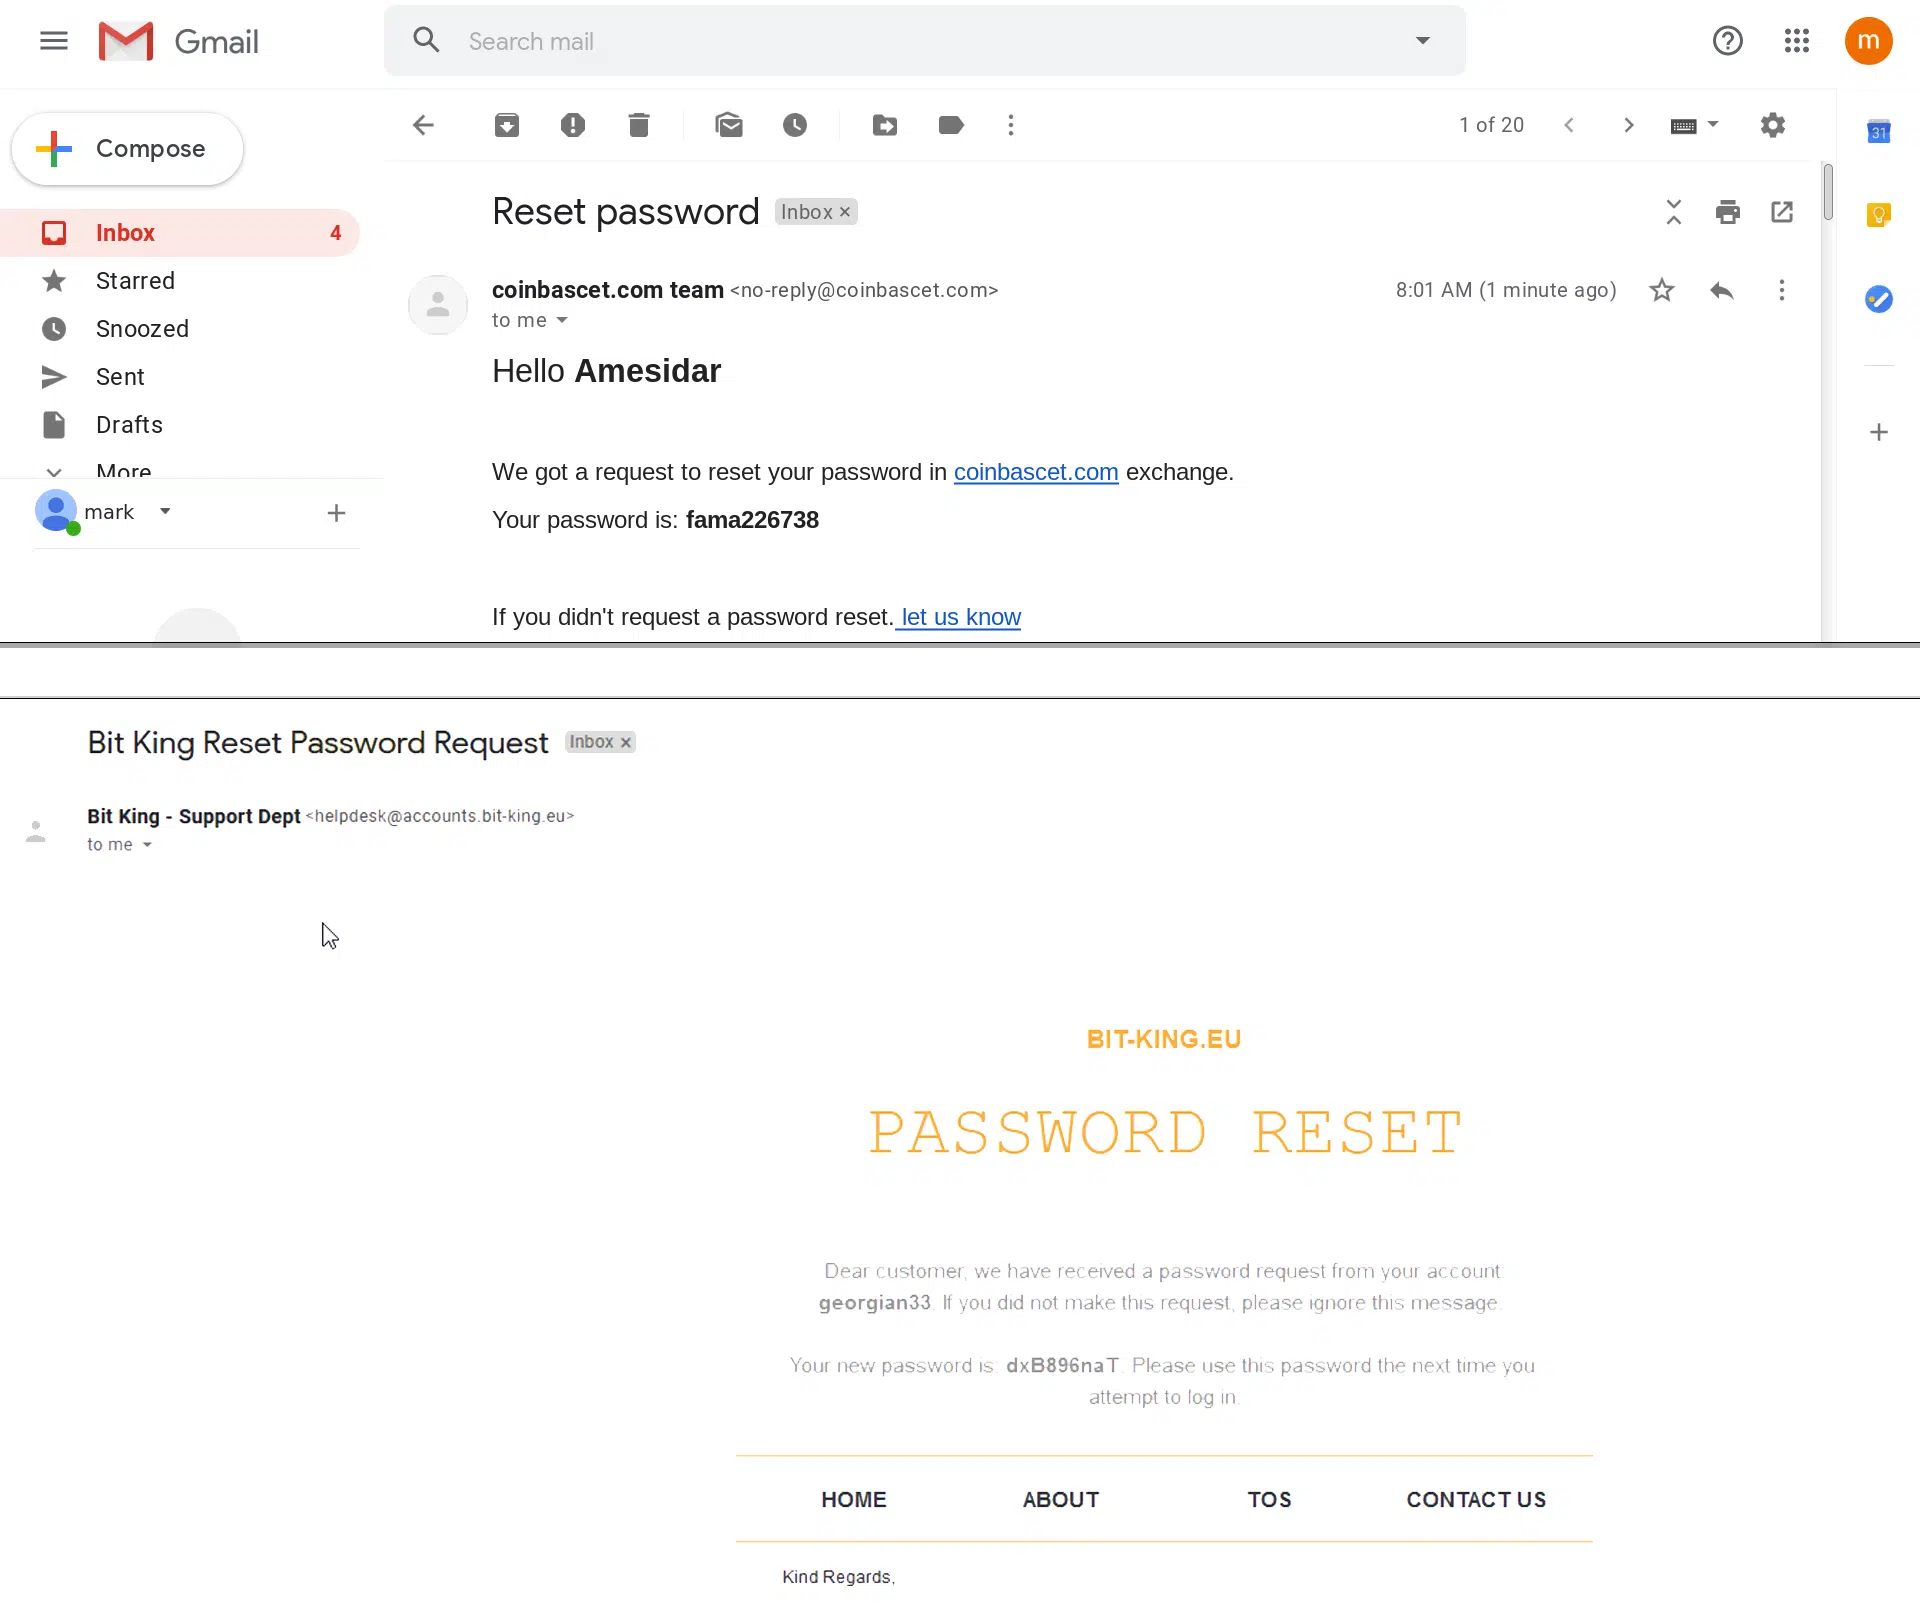 Gmail
Search mail
m
Compose
1 of 20
31
Inbox 4
Starred
Snoozed
Sent
Drafts
More
mark
Reset password Inbox ×
coinbascet.com team <no-reply@coinbascet.com> 8:01 AM (1 minute ago)
to me
Hello Amesidar
We got a request to reset your password in coinbascet.com exchange.
Your password is: fama226738
If you didn't request a password reset. let us know
Bit King Reset Password Request Inbox ×
Bit King - Support Dept <helpdesk@accounts.bit-king.eu>
to me
BIT-KING.EU
PASSWORD RESET
Dear customer, we have received a password request from your account
georgian33. If you did not make this request, please ignore this message.
Your new password is: dxB896naT. Please use this password the next time you
attempt to log in.
HOME ABOUT TOS CONTACT US
Kind Regards,